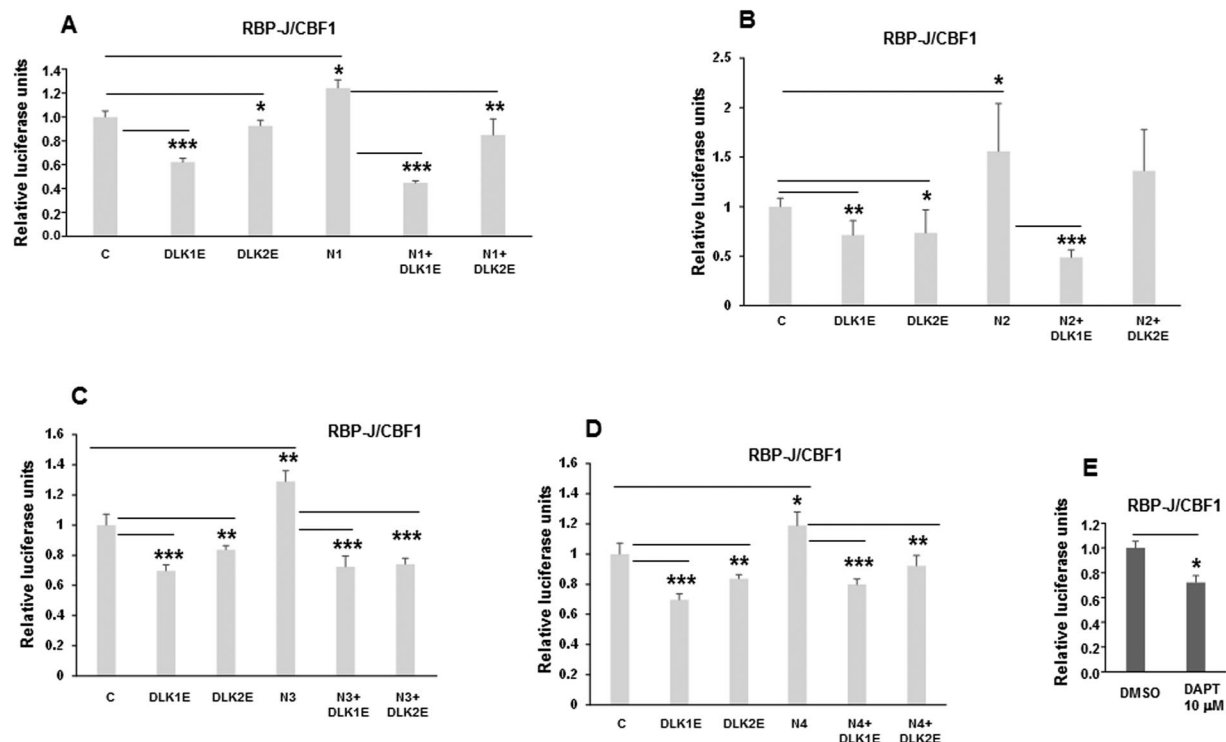 A
RBP-J/CBF1
Relative luciferase units
1.4
1.2
1.0
0.8
0.6
0.4
0.2
0.0
*
*
**
***
***
C DLK1E DLK2E N1 N1+ N1+
DLK1E DLK2E
B
RBP-J/CBF1
Relative luciferase units
2.5
2
1.5
1
0.5
0
*
**
*
***
C DLK1E DLK2E N2 N2+ N2+
DLK1E DLK2E
C
RBP-J/CBF1
Relative luciferase units
1.6
1.4
1.2
1
0.8
0.6
0.4
0.2
0
**
***
**
***
***
C DLK1E DLK2E N3 N3+ N3+
DLK1E DLK2E
D
RBP-J/CBF1
Relative luciferase units
1.6
1.4
1.2
1
0.8
0.6
0.4
0.2
0
*
***
**
***
**
C DLK1E DLK2E N4 N4+ N4+
DLK1E DLK2E
E
RBP-J/CBF1
Relative luciferase units
1.2
1.0
0.8
0.6
0.4
0.2
0.0
*
DMSO DAPT
10 µM